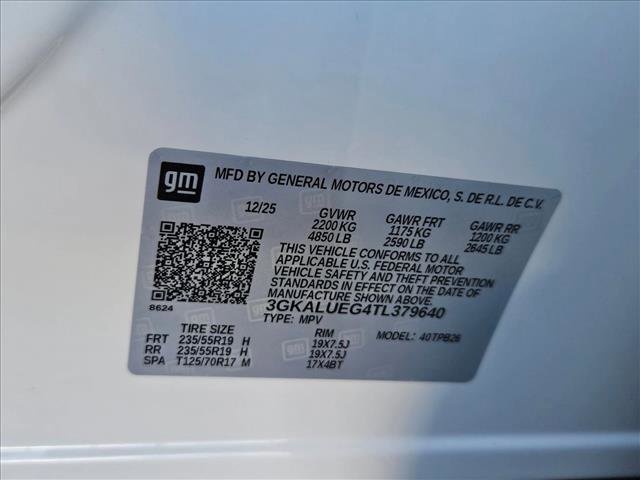 gm
MFD BY GENERAL MOTORS DE MEXICO, S. DE R.L. DE C.V.
12/25 GVWR GAWR FRT GAWR RR
2200 KG 1175 KG 1200 KG
4850 LB 2590 LB 2645 LB
THIS VEHICLE CONFORMS TO ALL
APPLICABLE U.S. FEDERAL MOTOR
VEHICLE SAFETY AND THEFT PREVENTION
STANDARDS IN EFFECT ON THE DATE OF
MANUFACTURE SHOWN ABOVE.
8624
3GKALUEG4TL379640
TYPE: MPV MODEL: 40TPB26
TIRE SIZE RIM
FRT 235/55R19 H 19X7.5J
RR 235/55R19 H 19X7.5J
SPA T125/70R17 M 17X4BT